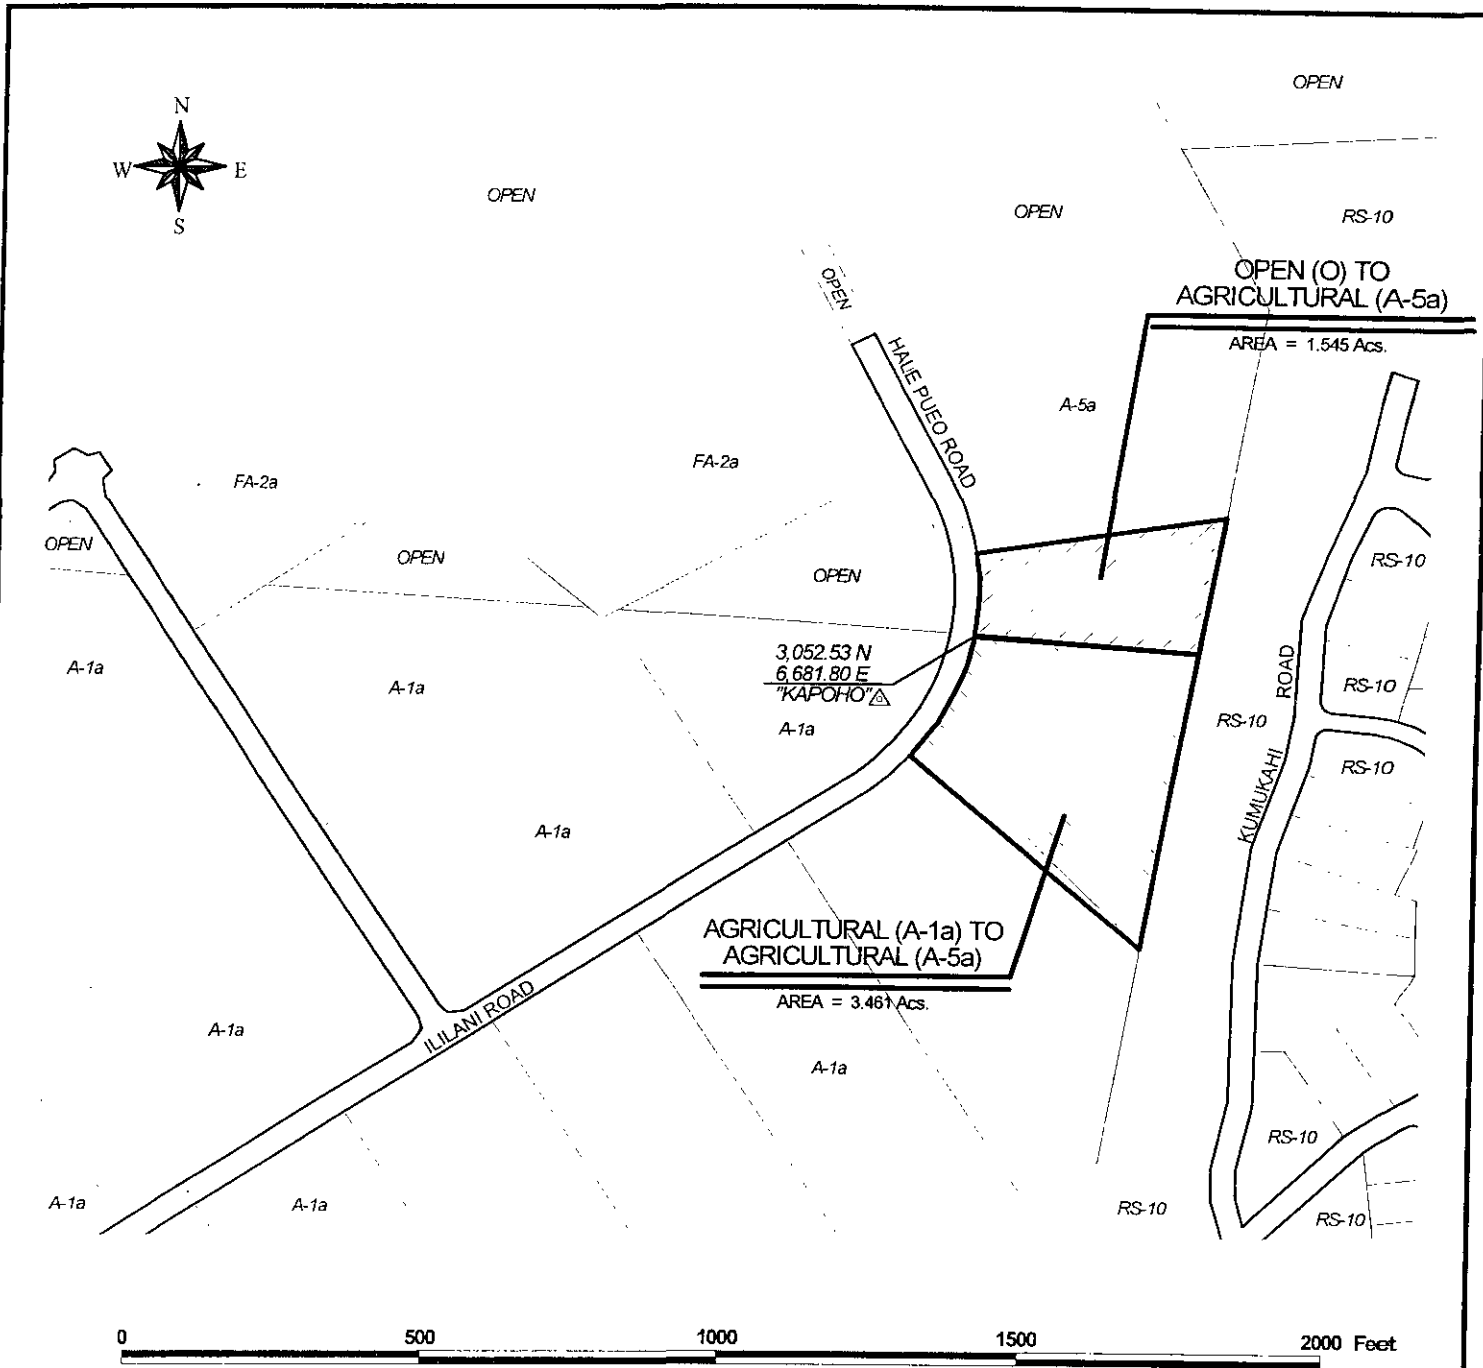 OPEN
N
W E
S
OPEN
OPEN
RS-10
OPEN (O) TO
AGRICULTURAL (A-5a)
AREA = 1.545 Acs.
OPEN
HALE PUEO ROAD
A-5a
FA-2a
FA-2a
OPEN
OPEN
OPEN
RS-10
3,052.53 N
6,681.80 E
"KAPOHO"
A-1a
A-1a
A-1a
RS-10
RS-10
KUMUKAHI ROAD
RS-10
A-1a
AGRICULTURAL (A-1a) TO
AGRICULTURAL (A-5a)
AREA = 3.461 Acs.
ILILANI ROAD
A-1a
A-1a
RS-10
A-1a
A-1a
RS-10
RS-10
0 500 1000 1500 2000 Feet